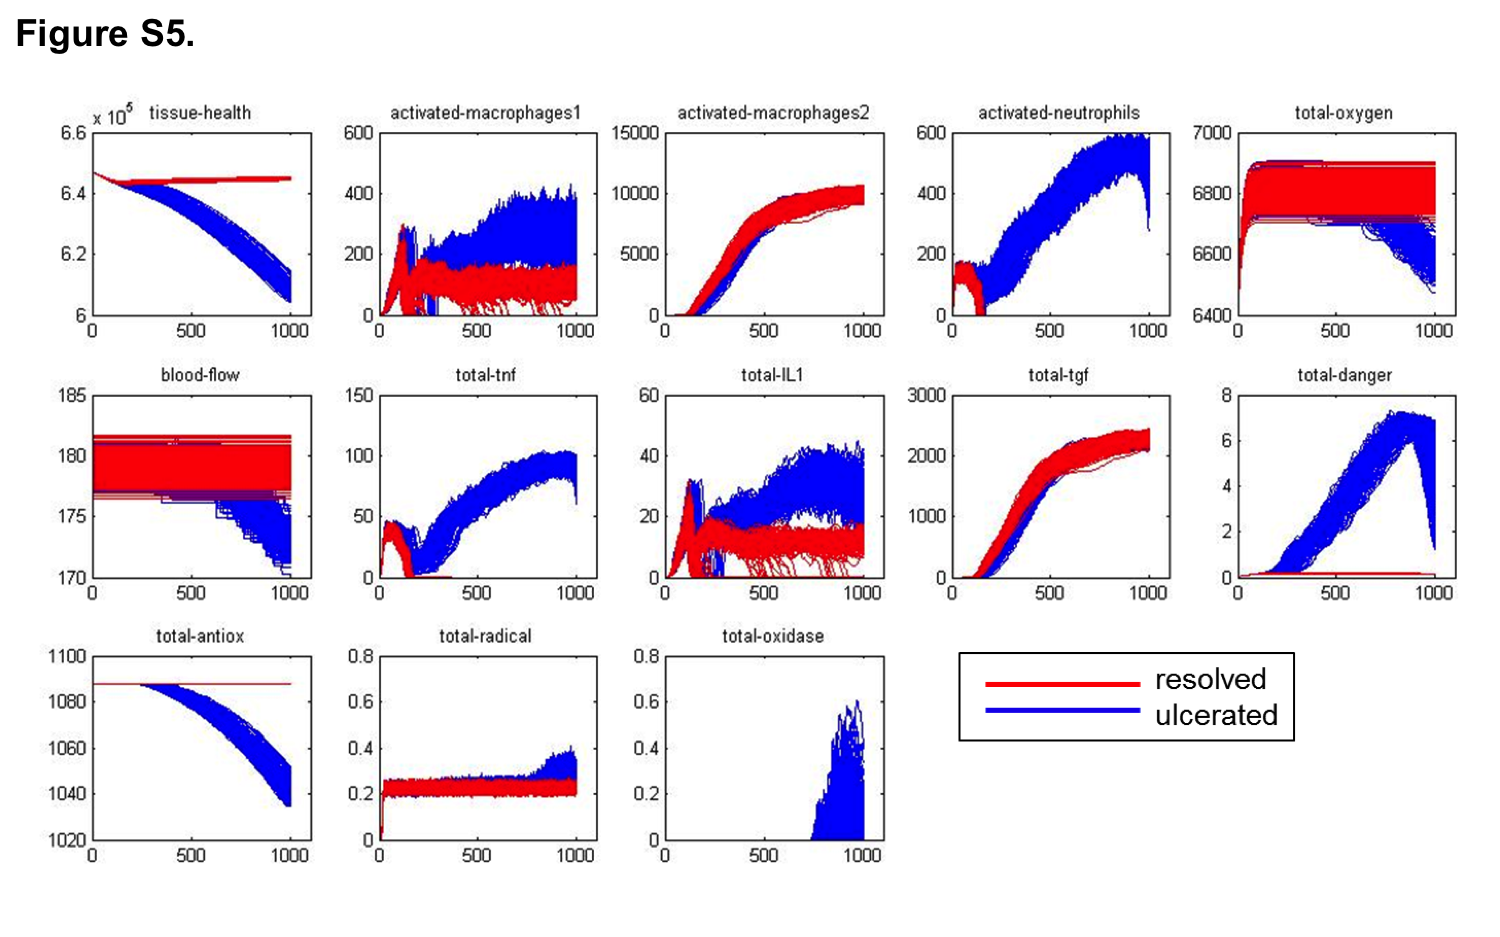 Figure S5.
x 10^5 tissue-health
activated-macrophages1
activated-macrophages2
activated-neutrophils
total-oxygen
6.6
6.4
6.2
6
0 500 1000
600
400
200
0
0 500 1000
15000
10000
5000
0
0 500 1000
600
400
200
0
0 500 1000
7000
6800
6600
6400
0 500 1000
blood-flow
total-tnf
total-IL1
total-tgf
total-danger
185
180
175
170
0 500 1000
150
100
50
0
0 500 1000
60
40
20
0
0 500 1000
3000
2000
1000
0
0 500 1000
8
6
4
2
0
0 500 1000
total-antiox
total-radical
total-oxidase
1100
1080
1060
1040
1020
0 500 1000
0.8
0.6
0.4
0.2
0
0 500 1000
0.8
0.6
0.4
0.2
0
0 500 1000
resolved
ulcerated